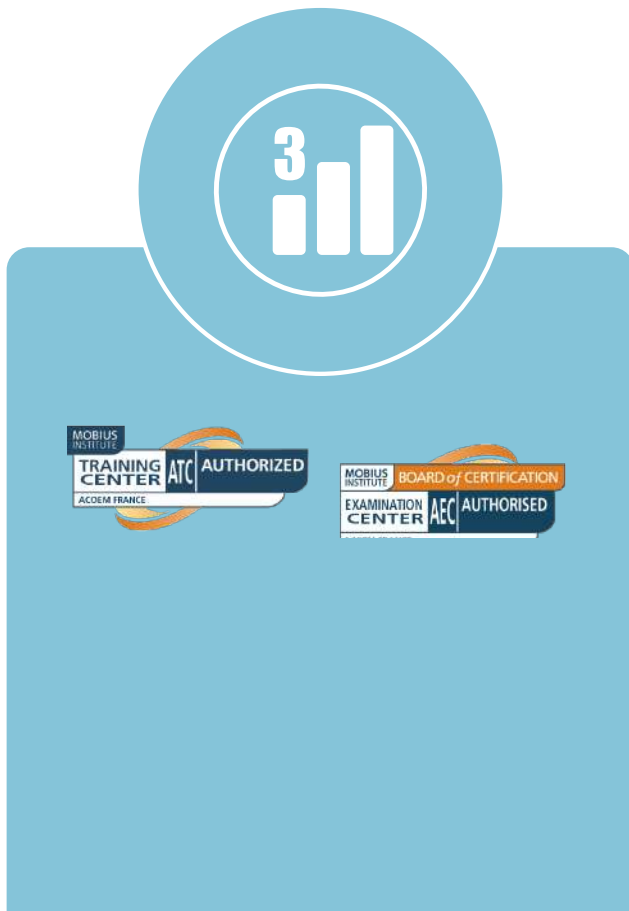 3
MOBIUS
INSTITUTE
TRAINING
CENTER
ATC
AUTHORIZED
ACOEM FRANCE
MOBIUS
INSTITUTE
BOARD of CERTIFICATION
EXAMINATION
CENTER
AEC
AUTHORISED